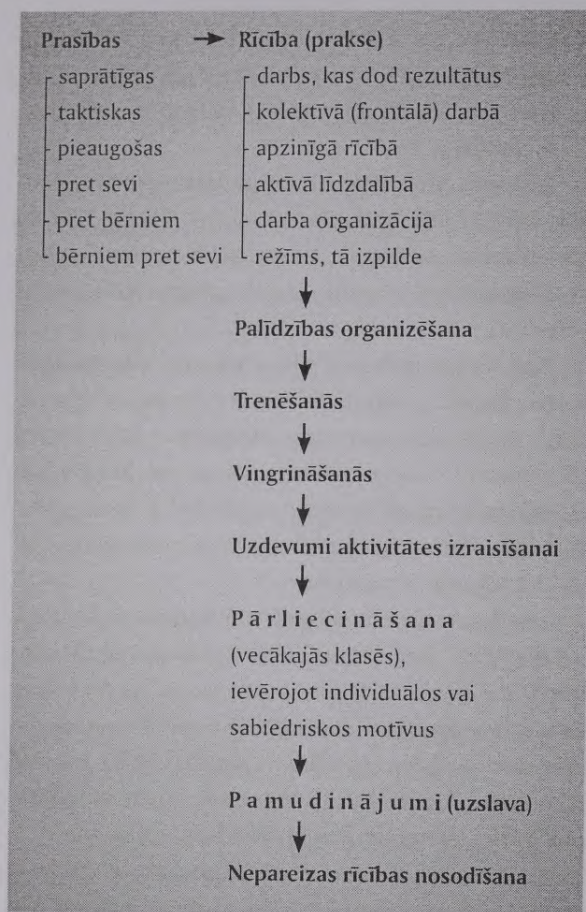 Prasības → Rīcība (prakse)
saprātīgas darbs, kas dod rezultātus
taktiskas kolektīvā (frontālā) darbā
pieaugošas apzinīgā rīcībā
pret sevi aktīvā līdzdalībā
pret bērniem darba organizācija
bērniem pret sevi režīms, tā izpilde
Palīdzības organizēšana
Trenēšanās
Vingrināšanās
Uzdevumi aktivitātes izraisīšanai
P ā r l i e c i n ā š a n a
(vecākajās klasēs),
ievērojot individuālos vai
sabiedriskos motīvus
P a m u d i n ā j u m i (uzslava)
Nepareizas rīcības nosodīšana